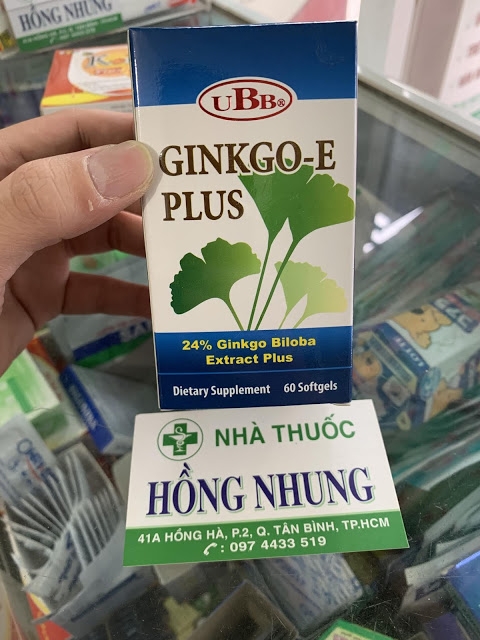 HỒNG NHUNG
UBB®
GINKGO-E
PLUS
24% Ginkgo Biloba
Extract Plus
Dietary Supplement 60 Softgels
NHÀ THUỐC
HỒNG NHUNG
41A HỒNG HÀ, P.2, Q. TÂN BÌNH, TP.HCM
: 097 4433 519